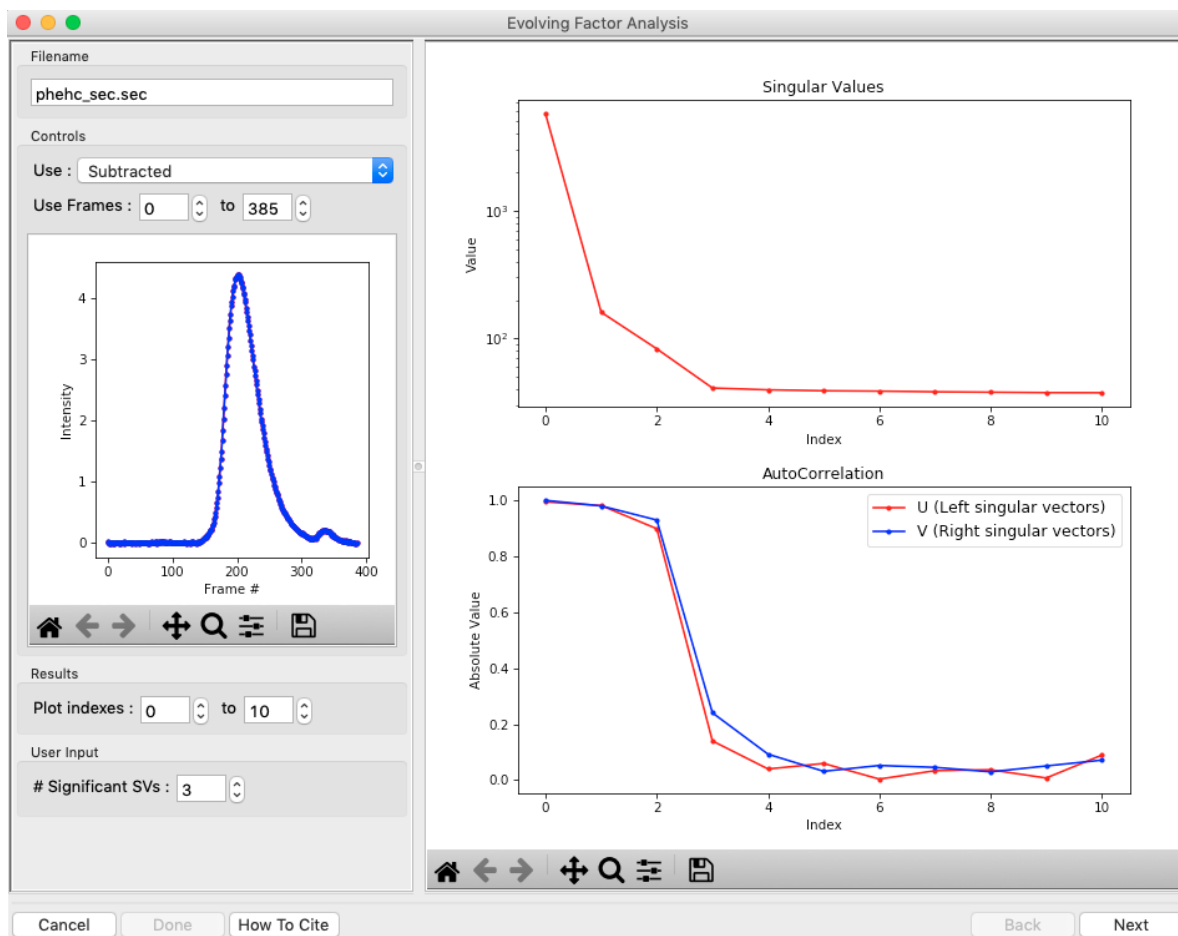 Evolving Factor Analysis
Filename
phehc_sec.sec
Controls
Use : Subtracted
Use Frames : 0 to 385
4
3
2
1
0
Intensity
0 100 200 300 400
Frame #
Results
Plot indexes : 0 to 10
User Input
# Significant SVs : 3
Singular Values
10³
10²
Value
0 2 4 6 8 10
Index
AutoCorrelation
U (Left singular vectors)
V (Right singular vectors)
1.0
0.8
0.6
0.4
0.2
0.0
Absolute Value
0 2 4 6 8 10
Index
Cancel Done How To Cite Back Next